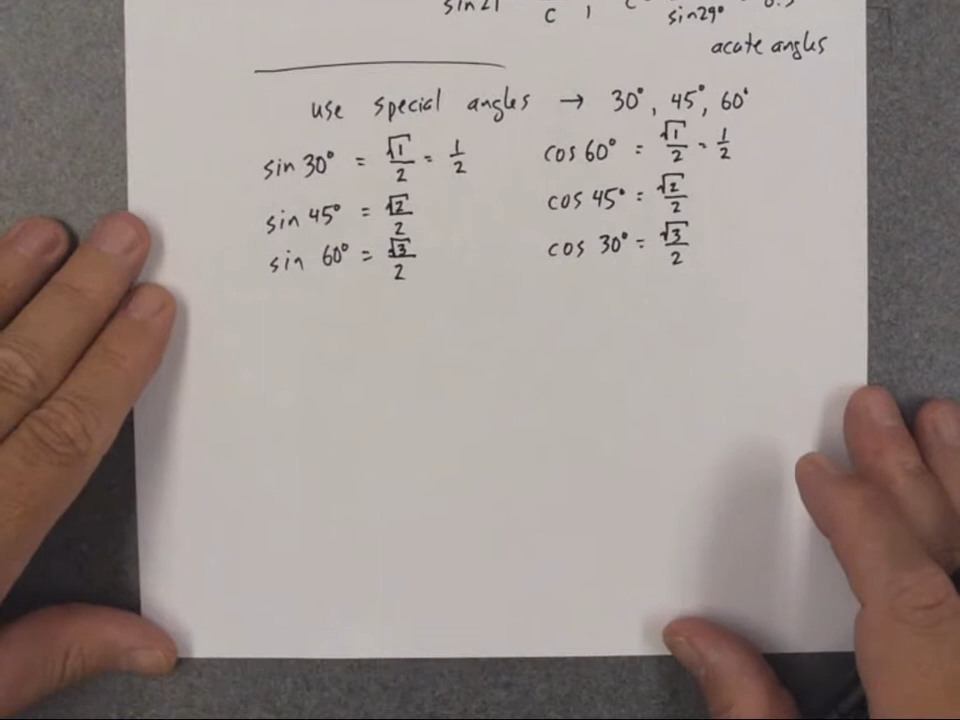 sin29°
acute angles
use special angles → 30°, 45°, 60°
sin 30° = √1/2 = 1/2
cos 60° = √1/2 = 1/2
sin 45° = √2/2
cos 45° = √2/2
sin 60° = √3/2
cos 30° = √3/2